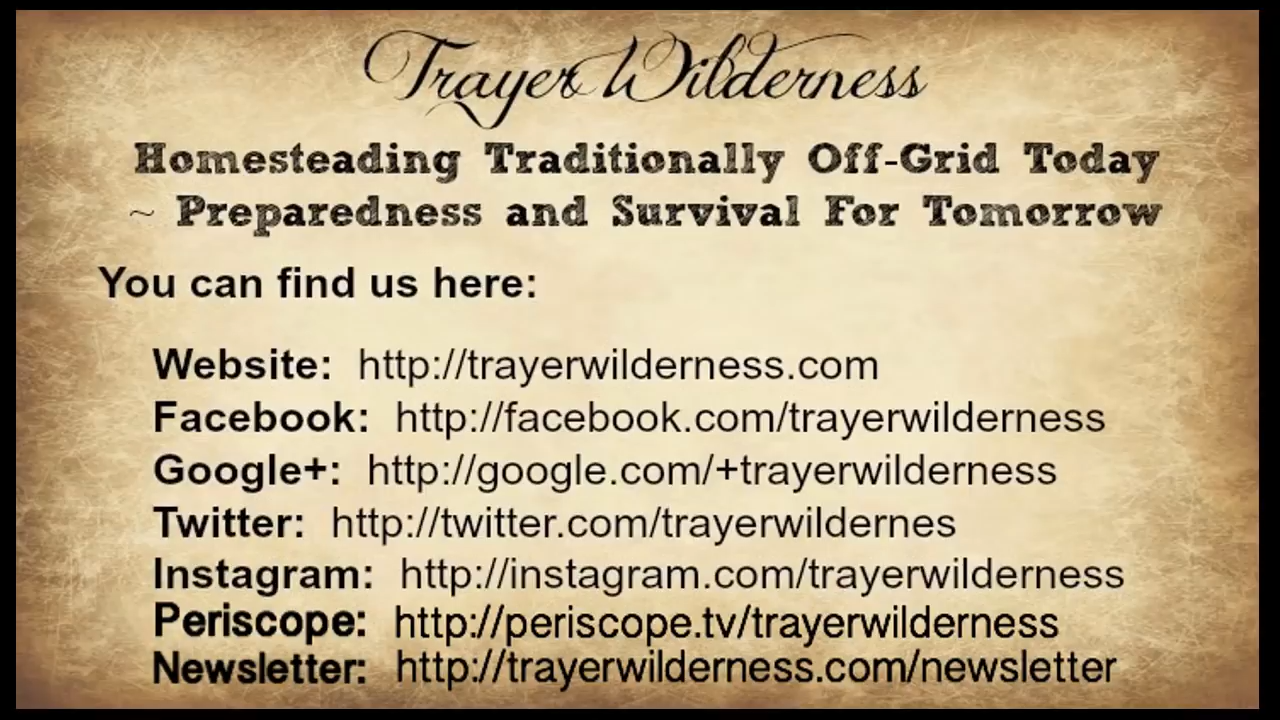 Trayer Wilderness
Homesteading Traditionally Off-Grid Today
~ Preparedness and Survival For Tomorrow
You can find us here:
Website: http://trayerwilderness.com
Facebook: http://facebook.com/trayerwilderness
Google+: http://google.com/+trayerwilderness
Twitter: http://twitter.com/trayerwildernes
Instagram: http://instagram.com/trayerwilderness
Periscope: http://periscope.tv/trayerwilderness
Newsletter: http://trayerwilderness.com/newsletter